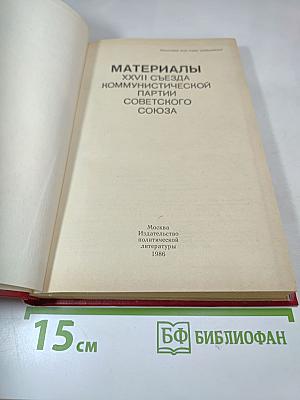 МАТЕРИАЛЫ
XXVII СЪЕЗДА
КОММУНИСТИЧЕСКОЙ
ПАРТИИ
СОВЕТСКОГО
СОЮЗА
Москва
Издательство
политической
литературы
1986
15 см
БФ БИБЛИОФАН